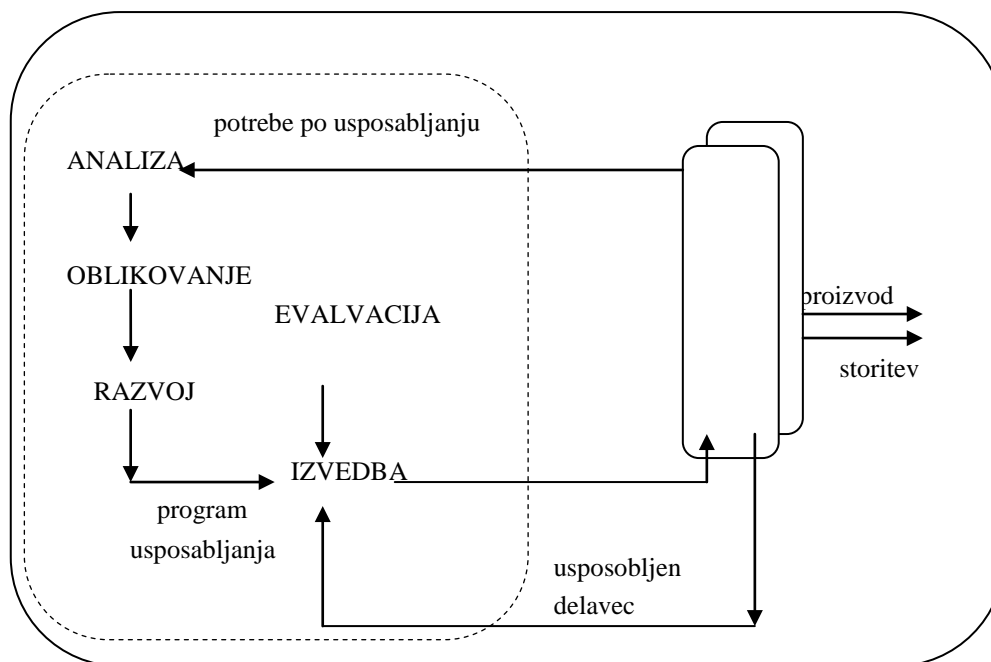 potrebe po usposabljanju
ANALIZA
OBLIKOVANJE
EVALVACIJA
proizvod
storitev
RAZVOJ
IZVEDBA
program
usposabljanja
usposobljen
delavec